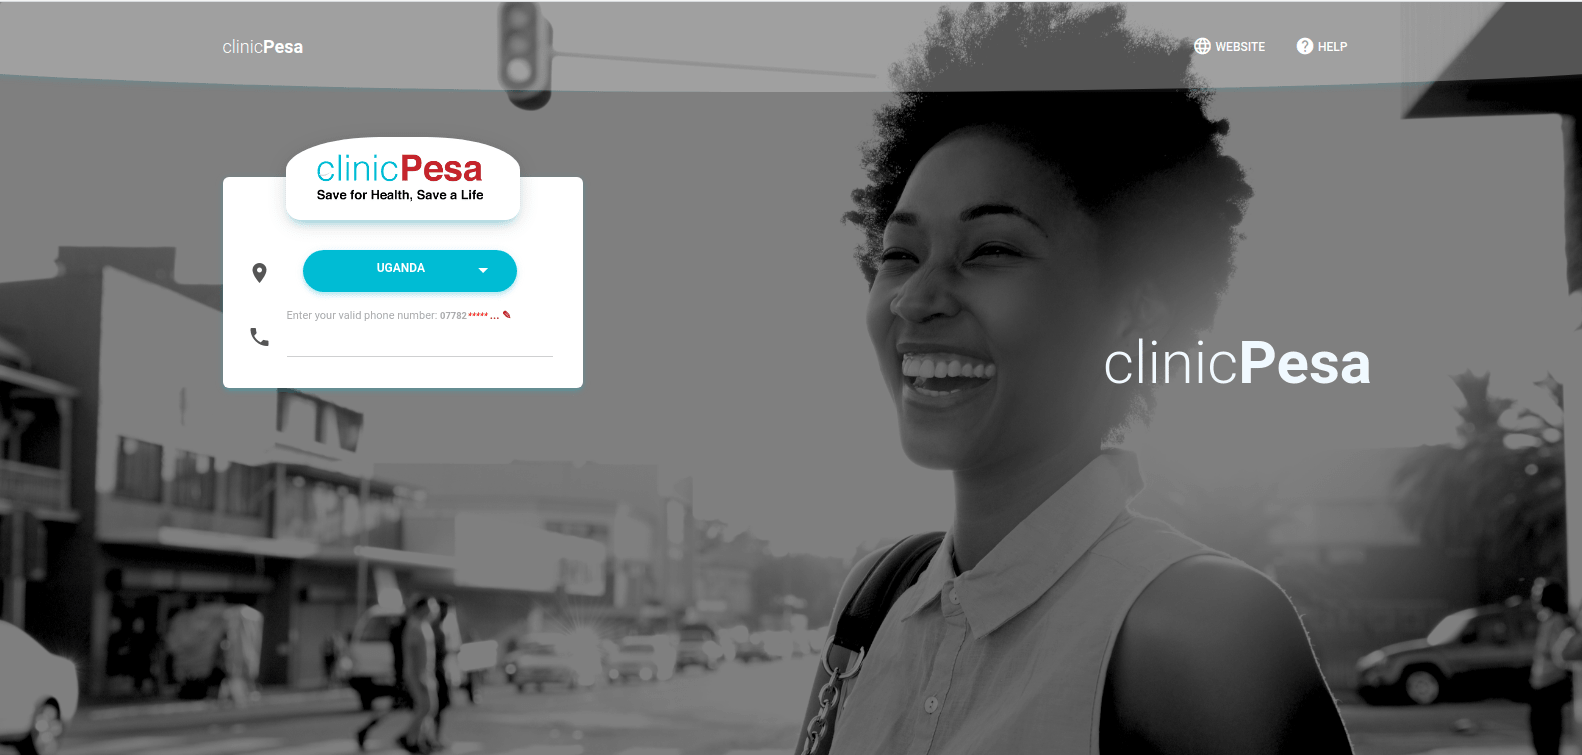 clinicPesa
WEBSITE
HELP
clinicPesa
Save for Health, Save a Life
UGANDA
Enter your valid phone number: 07782*****...
clinicPesa